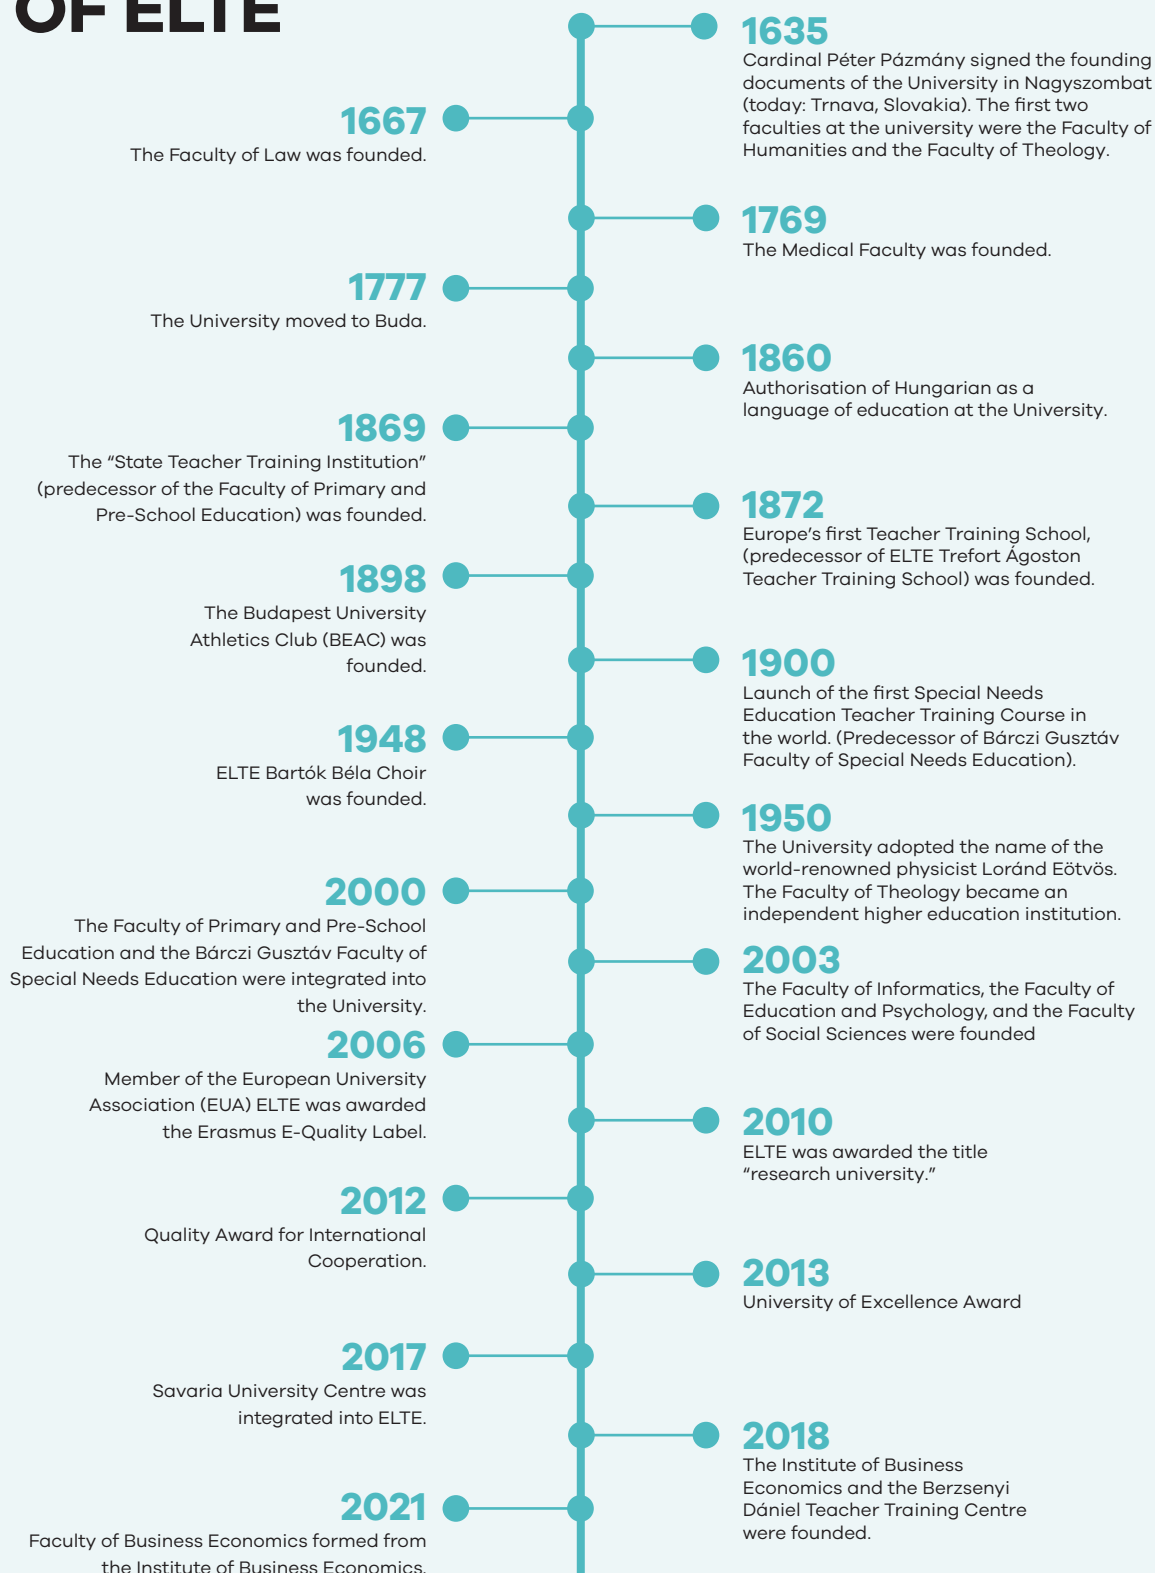 OF ELTE
1635
Cardinal Péter Pázmány signed the founding
documents of the University in Nagyszombat
(today: Trnava, Slovakia). The first two
faculties at the university were the Faculty of
Humanities and the Faculty of Theology.
1667
The Faculty of Law was founded.
1769
The Medical Faculty was founded.
1777
The University moved to Buda.
1860
Authorisation of Hungarian as a
language of education at the University.
1869
The “State Teacher Training Institution”
(predecessor of the Faculty of Primary and
Pre-School Education) was founded.
1872
Europe’s first Teacher Training School,
(predecessor of ELTE Trefort Ágoston
Teacher Training School) was founded.
1898
The Budapest University
Athletics Club (BEAC) was
founded.
1900
Launch of the first Special Needs
Education Teacher Training Course in
the world. (Predecessor of Bárczi Gusztáv
Faculty of Special Needs Education).
1948
ELTE Bartók Béla Choir
was founded.
1950
The University adopted the name of the
world-renowned physicist Loránd Eötvös.
The Faculty of Theology became an
independent higher education institution.
2000
The Faculty of Primary and Pre-School
Education and the Bárczi Gusztáv Faculty of
Special Needs Education were integrated into
the University.
2003
The Faculty of Informatics, the Faculty of
Education and Psychology, and the Faculty
of Social Sciences were founded
2006
Member of the European University
Association (EUA) ELTE was awarded
the Erasmus E-Quality Label.
2010
ELTE was awarded the title
“research university.”
2012
Quality Award for International
Cooperation.
2013
University of Excellence Award
2017
Savaria University Centre was
integrated into ELTE.
2018
The Institute of Business
Economics and the Berzsenyi
Dániel Teacher Training Centre
were founded.
2021
Faculty of Business Economics formed from
the Institute of Business Economics.